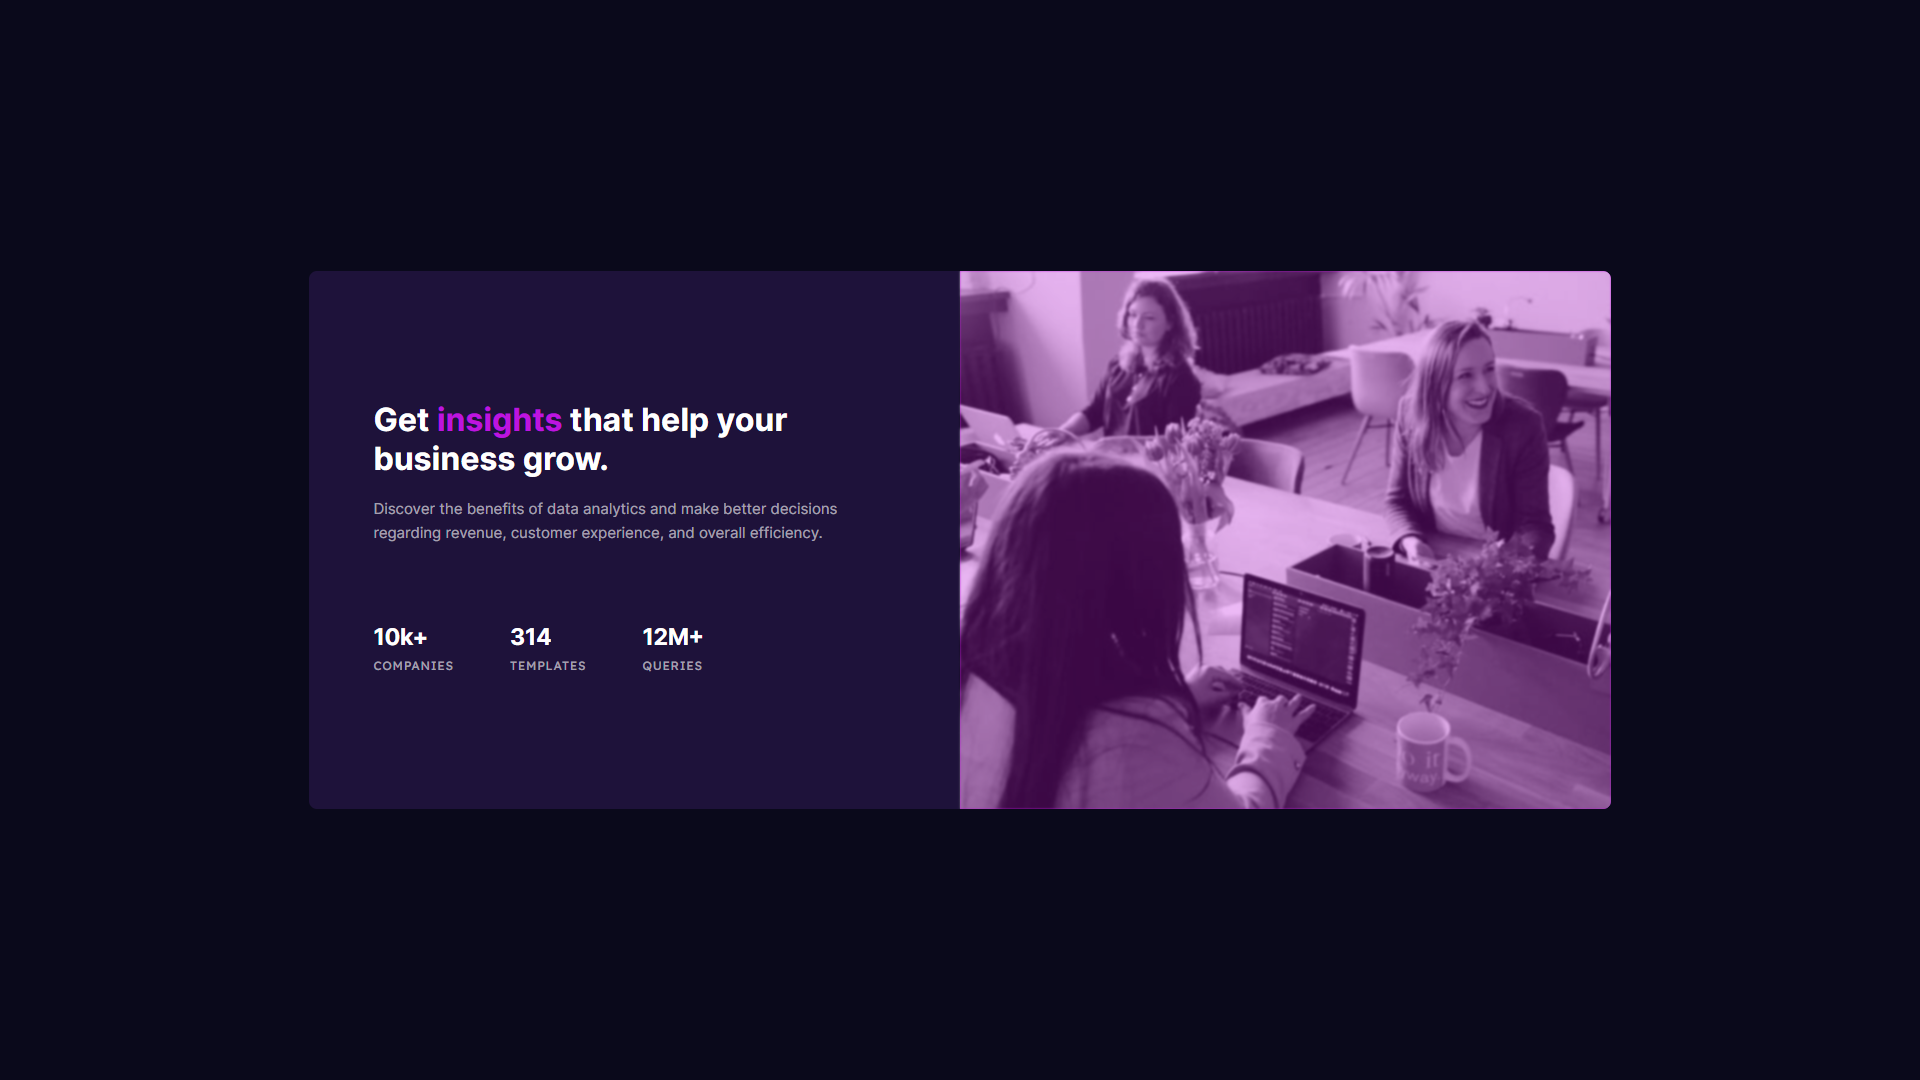 Get insights that help your
business grow.
Discover the benefits of data analytics and make better decisions
regarding revenue, customer experience, and overall efficiency.
10k+ 314 12M+
COMPANIES TEMPLATES QUERIES